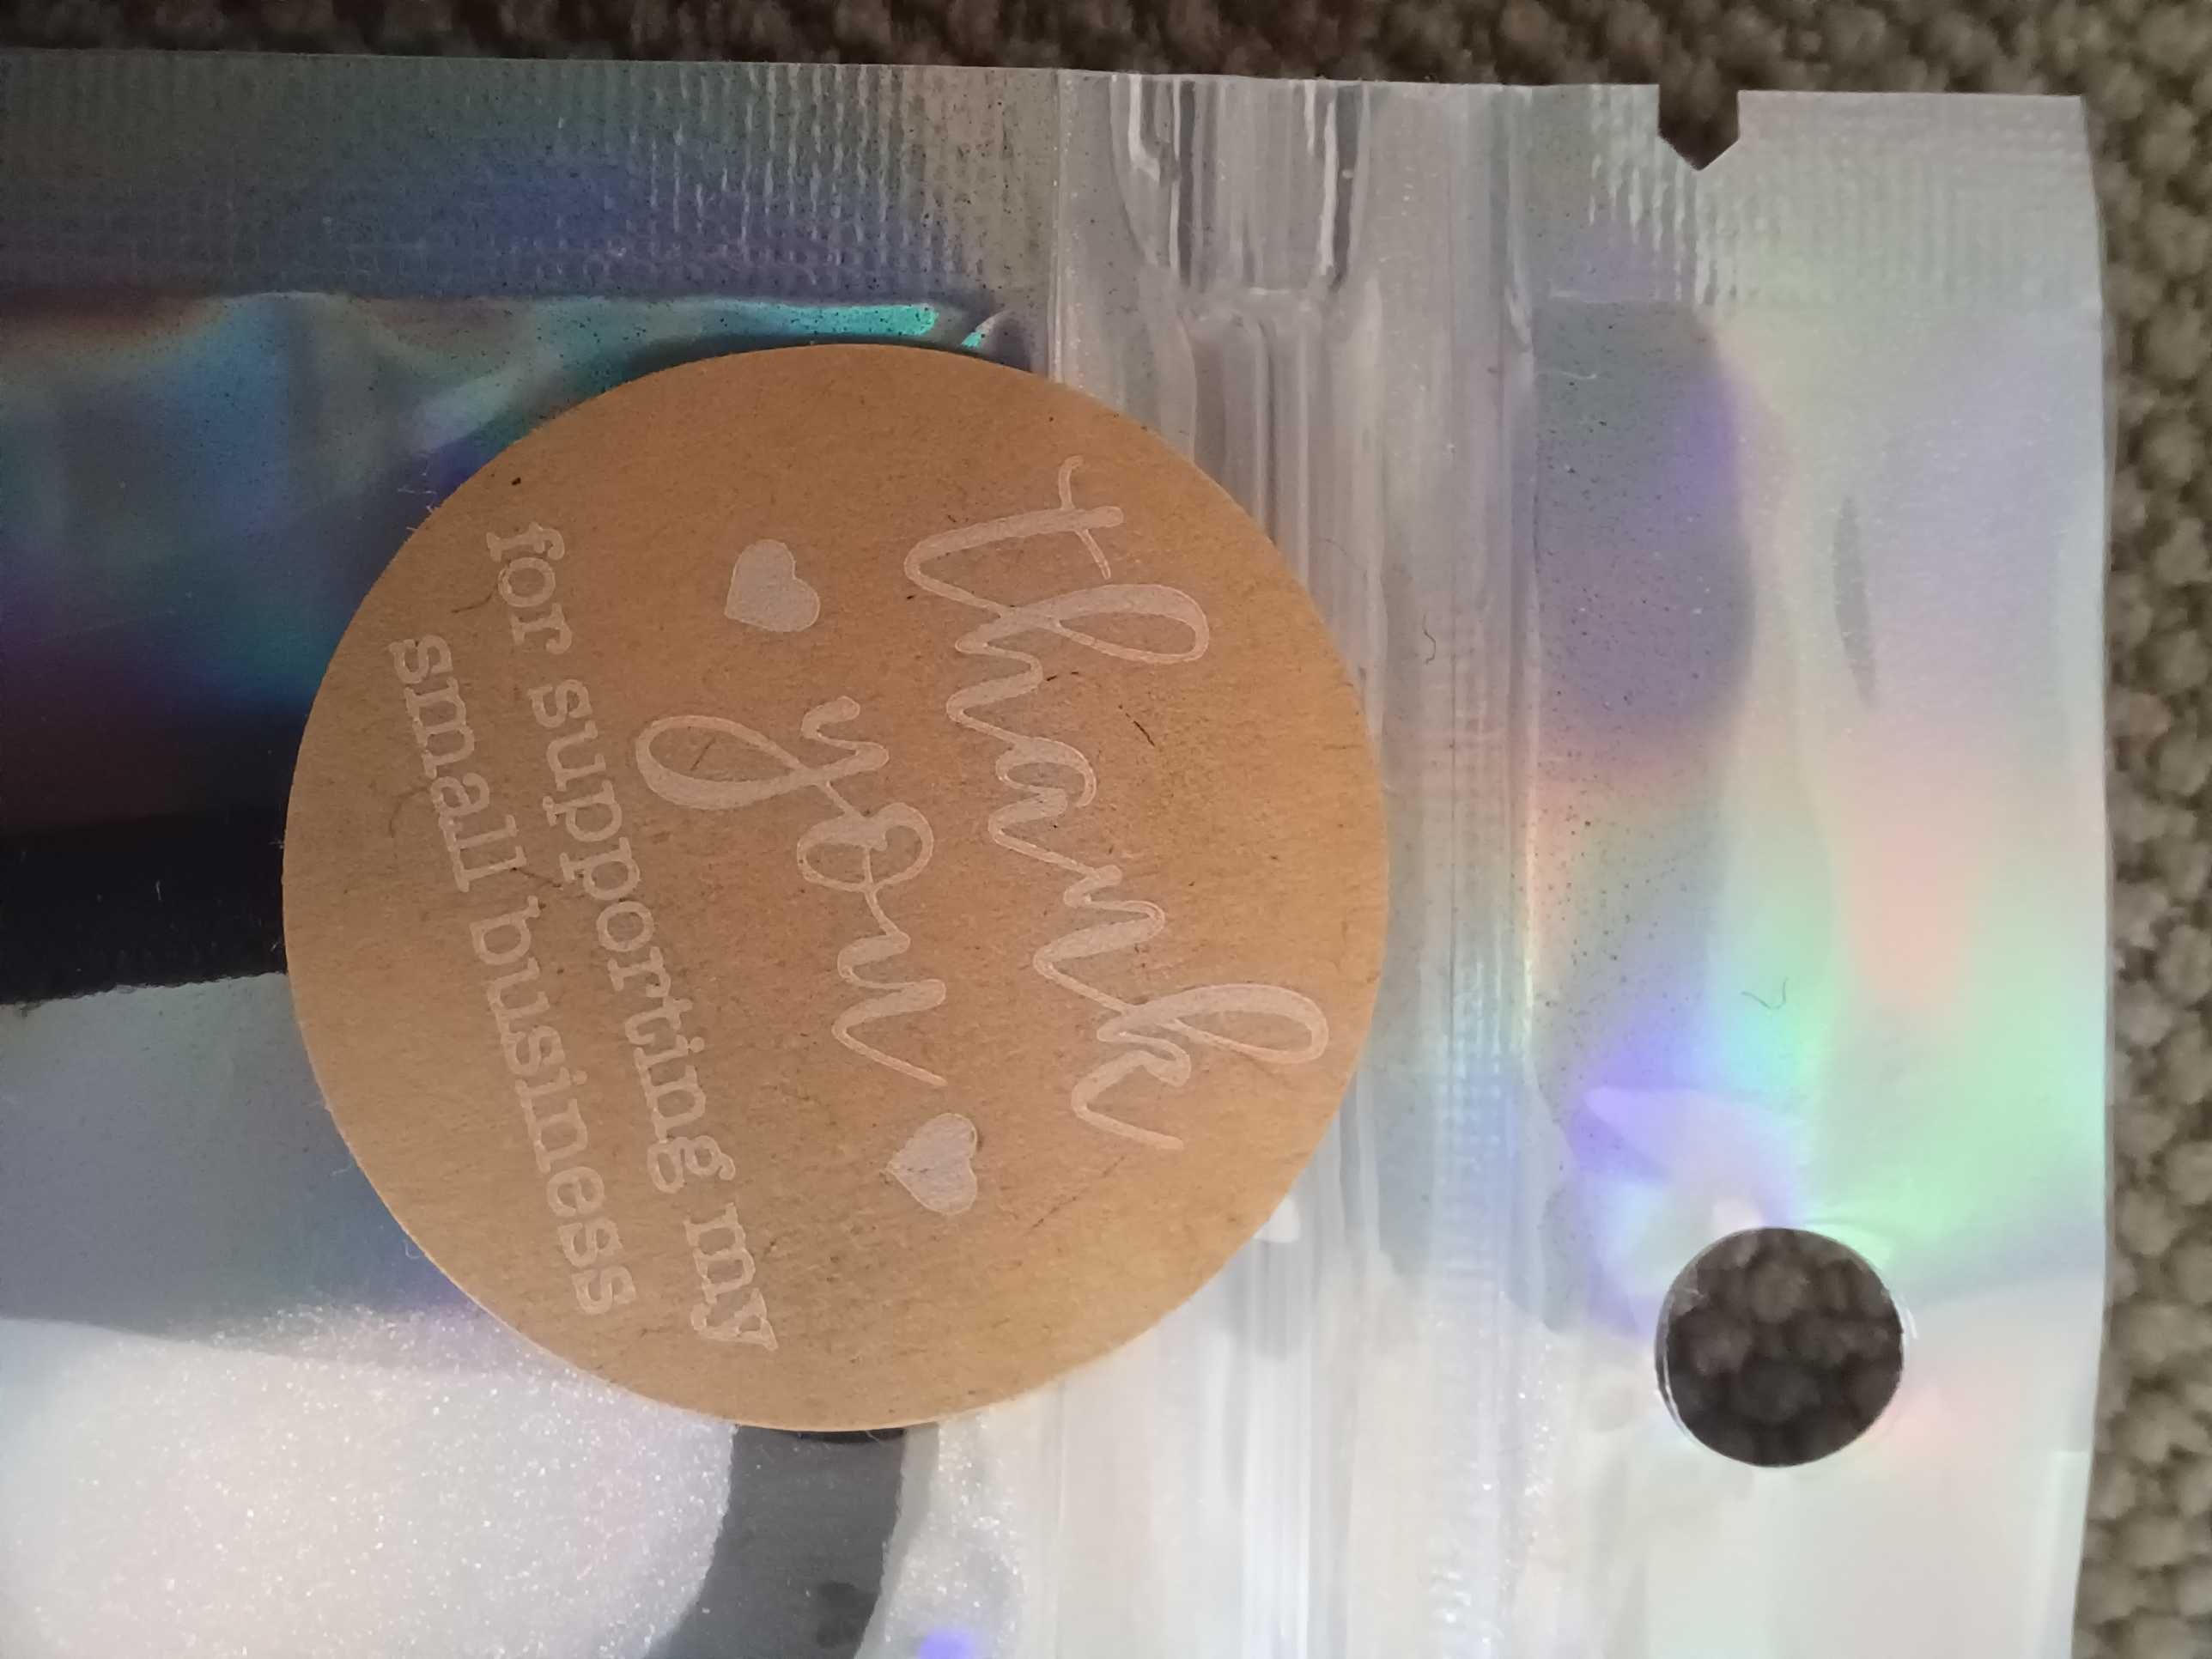 thank
you
for supporting my
small business